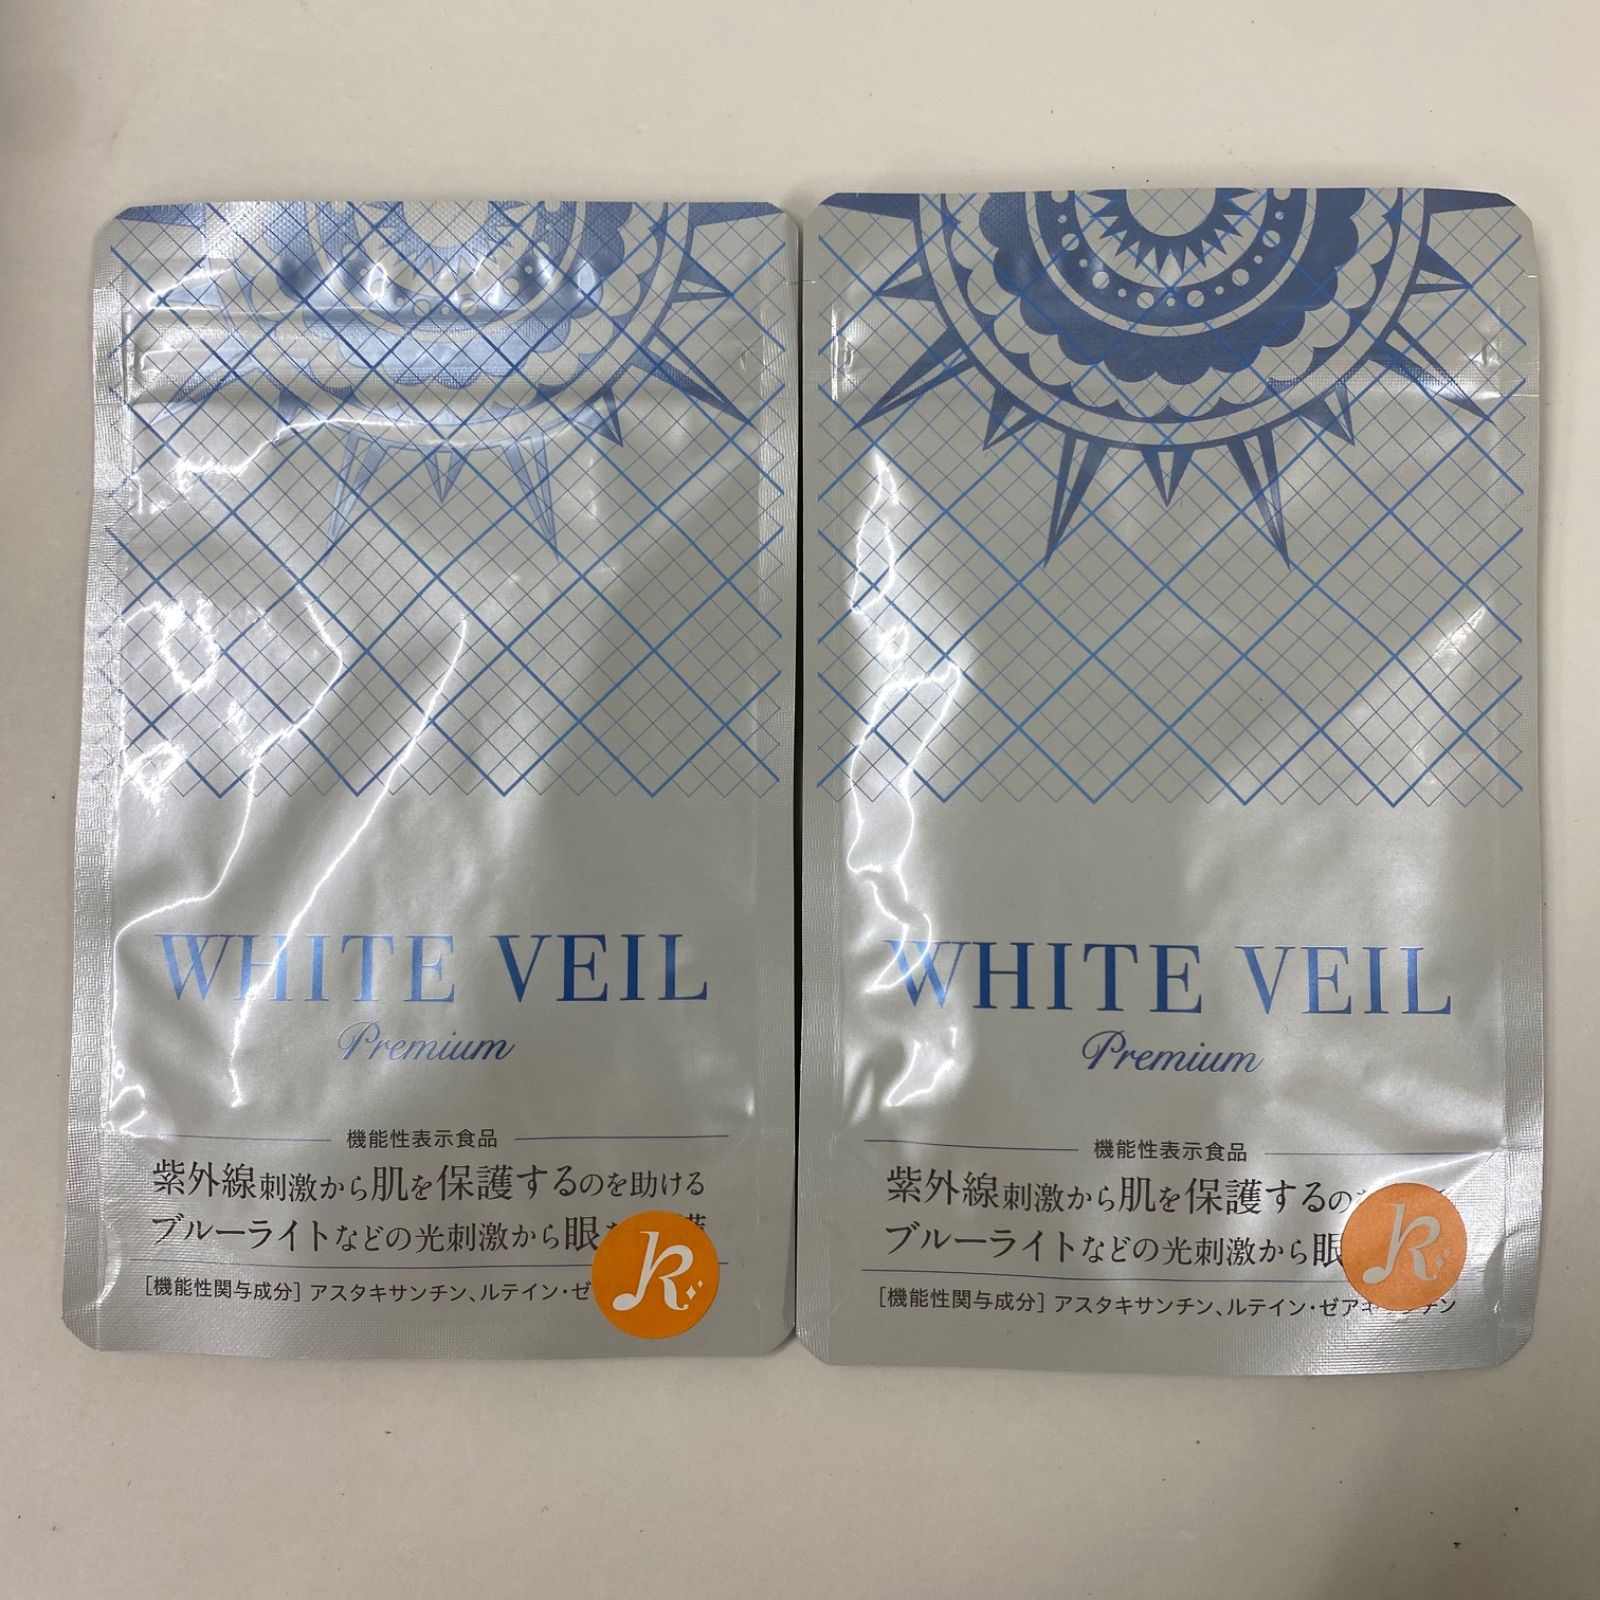 WHITE VEIL
Premium
機能性表示食品
紫外線刺激から肌を保護するのを助ける
ブルーライトなどの光刺激から眼
[機能性関与成分] アスタキサンチン、ルテイン・ゼ
WHITE VEIL
Premium
機能性表示食品
紫外線刺激から肌を保護するの
ブルーライトなどの光刺激から眼
[機能性関与成分] アスタキサンチン、ルテイン・ゼアキサンチン